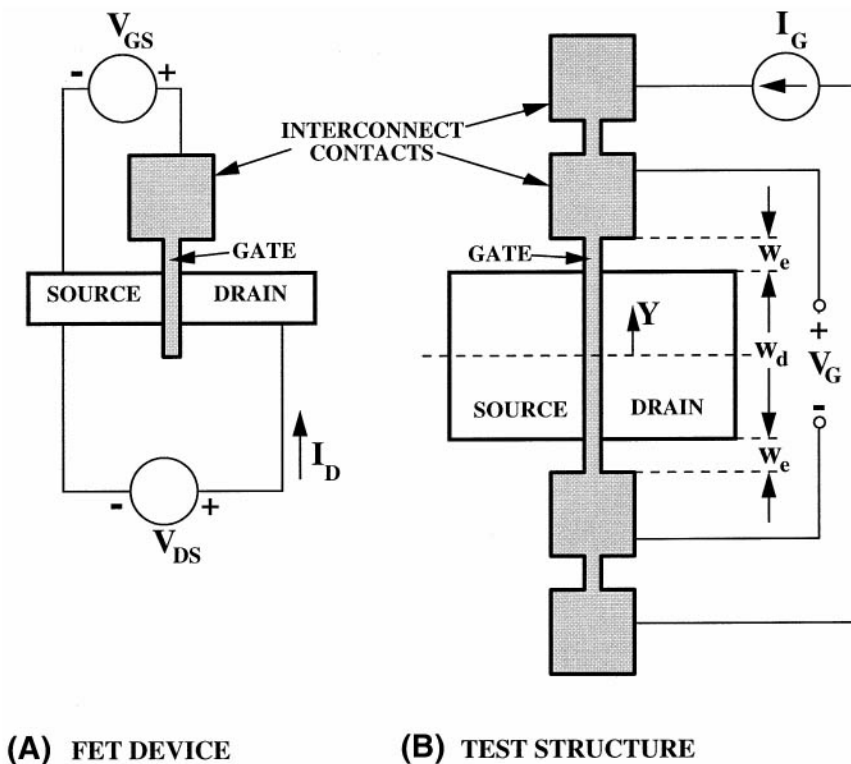 V_GS
- +
INTERCONNECT
CONTACTS
GATE
SOURCE DRAIN
I_D
- +
V_DS
(A) FET DEVICE
I_G
GATE
W_e
Y
W_d
+
V_G
-
SOURCE DRAIN
W_e
(B) TEST STRUCTURE